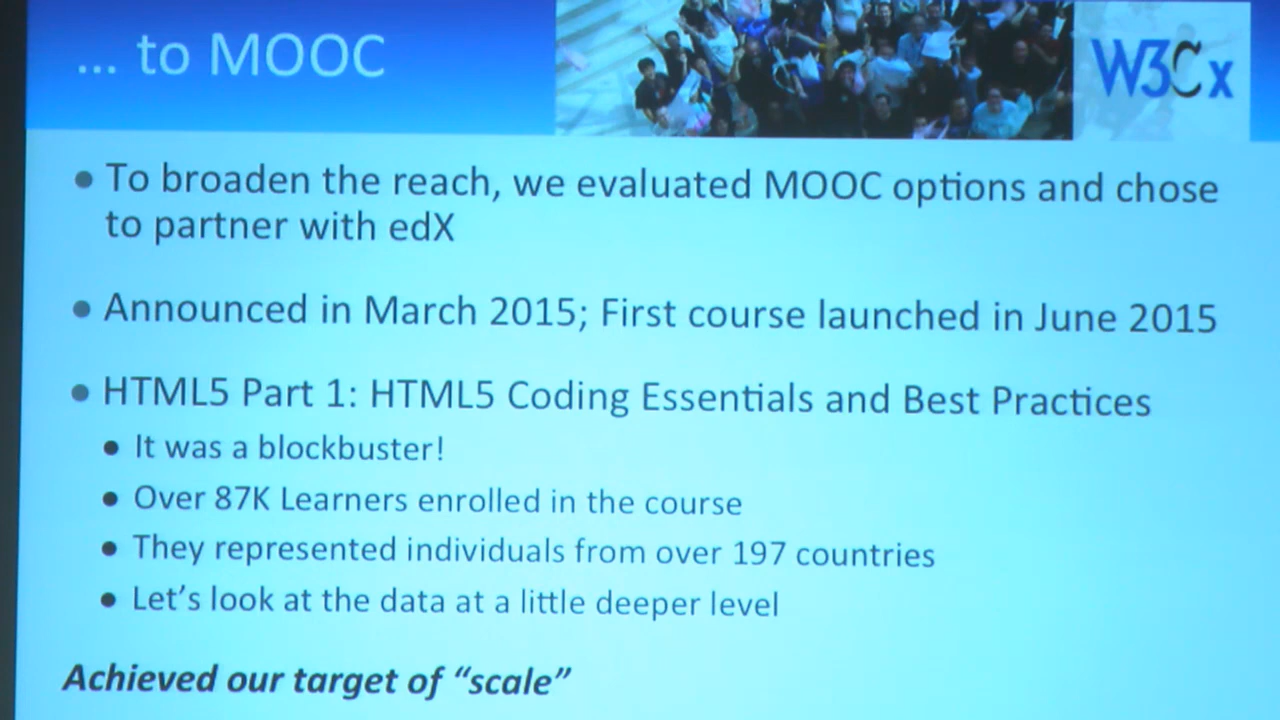 ... to MOOC
W3Cx
• To broaden the reach, we evaluated MOOC options and chose
to partner with edX
• Announced in March 2015; First course launched in June 2015
• HTML5 Part 1: HTML5 Coding Essentials and Best Practices
• It was a blockbuster!
• Over 87K Learners enrolled in the course
• They represented individuals from over 197 countries
• Let's look at the data at a little deeper level
Achieved our target of “scale”